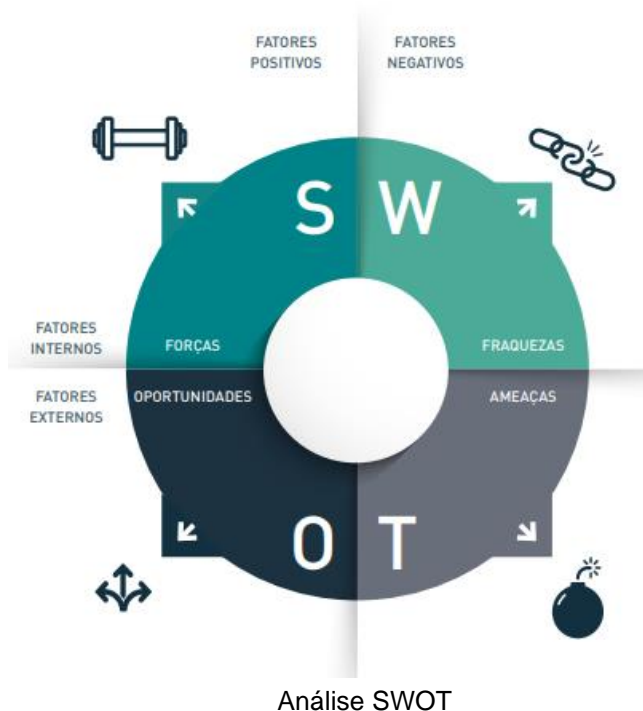 FATORES
POSITIVOS
FATORES
NEGATIVOS
S W
FATORES
INTERNOS
FORÇAS
FRAQUEZAS
FATORES
EXTERNOS
OPORTUNIDADES
AMEAÇAS
O T
Análise SWOT